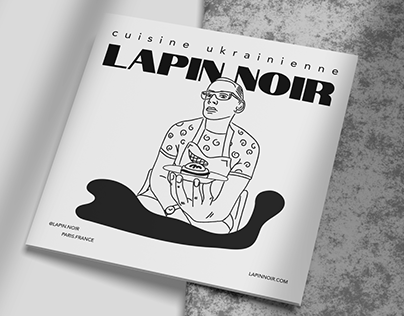 cuisine ukrainienne
LAPIN NOIR
@LAPIN.NOIR
PARIS.FRANCE
LAPINNOIR.COM